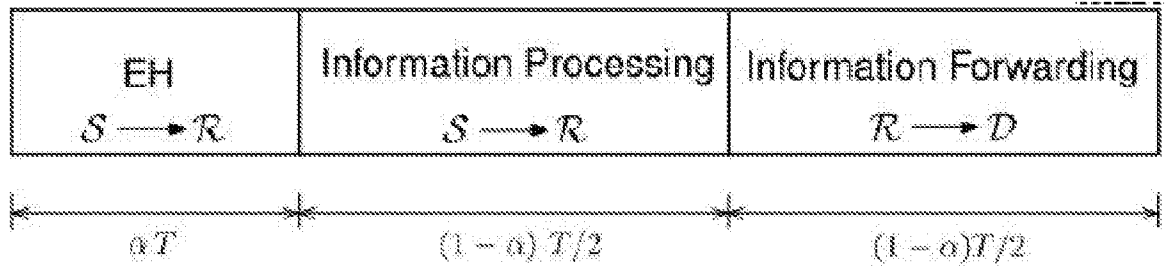 EH Information Processing Information Forwarding
S → R S → R R → D
αT (1 − α) T/2 (1 − α)T/2